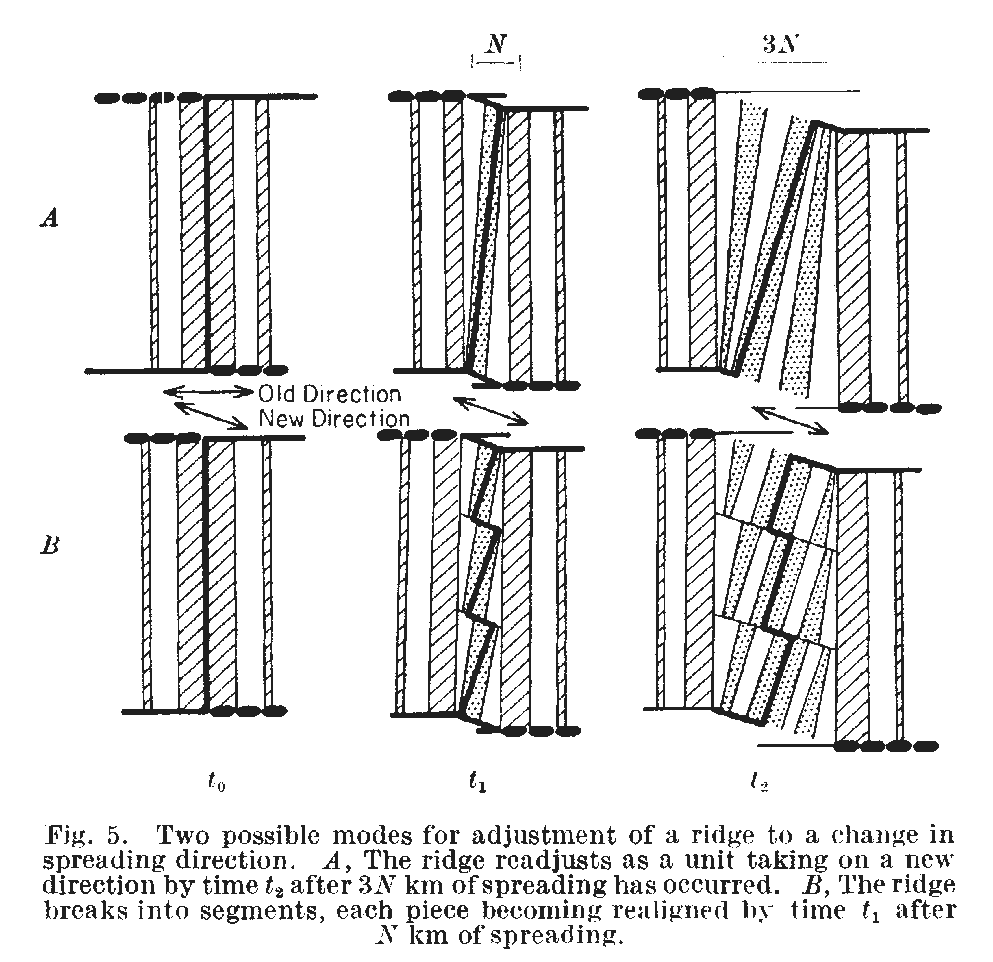 N 3N
A
Old Direction
New Direction
B
t₀ t₁ t₂
Fig. 5. Two possible modes for adjustment of a ridge to a change in
spreading direction. A, The ridge readjusts as a unit taking on a new
direction by time t₂ after 3N km of spreading has occurred. B, The ridge
breaks into segments, each piece becoming realigned by time t₁ after
N km of spreading.